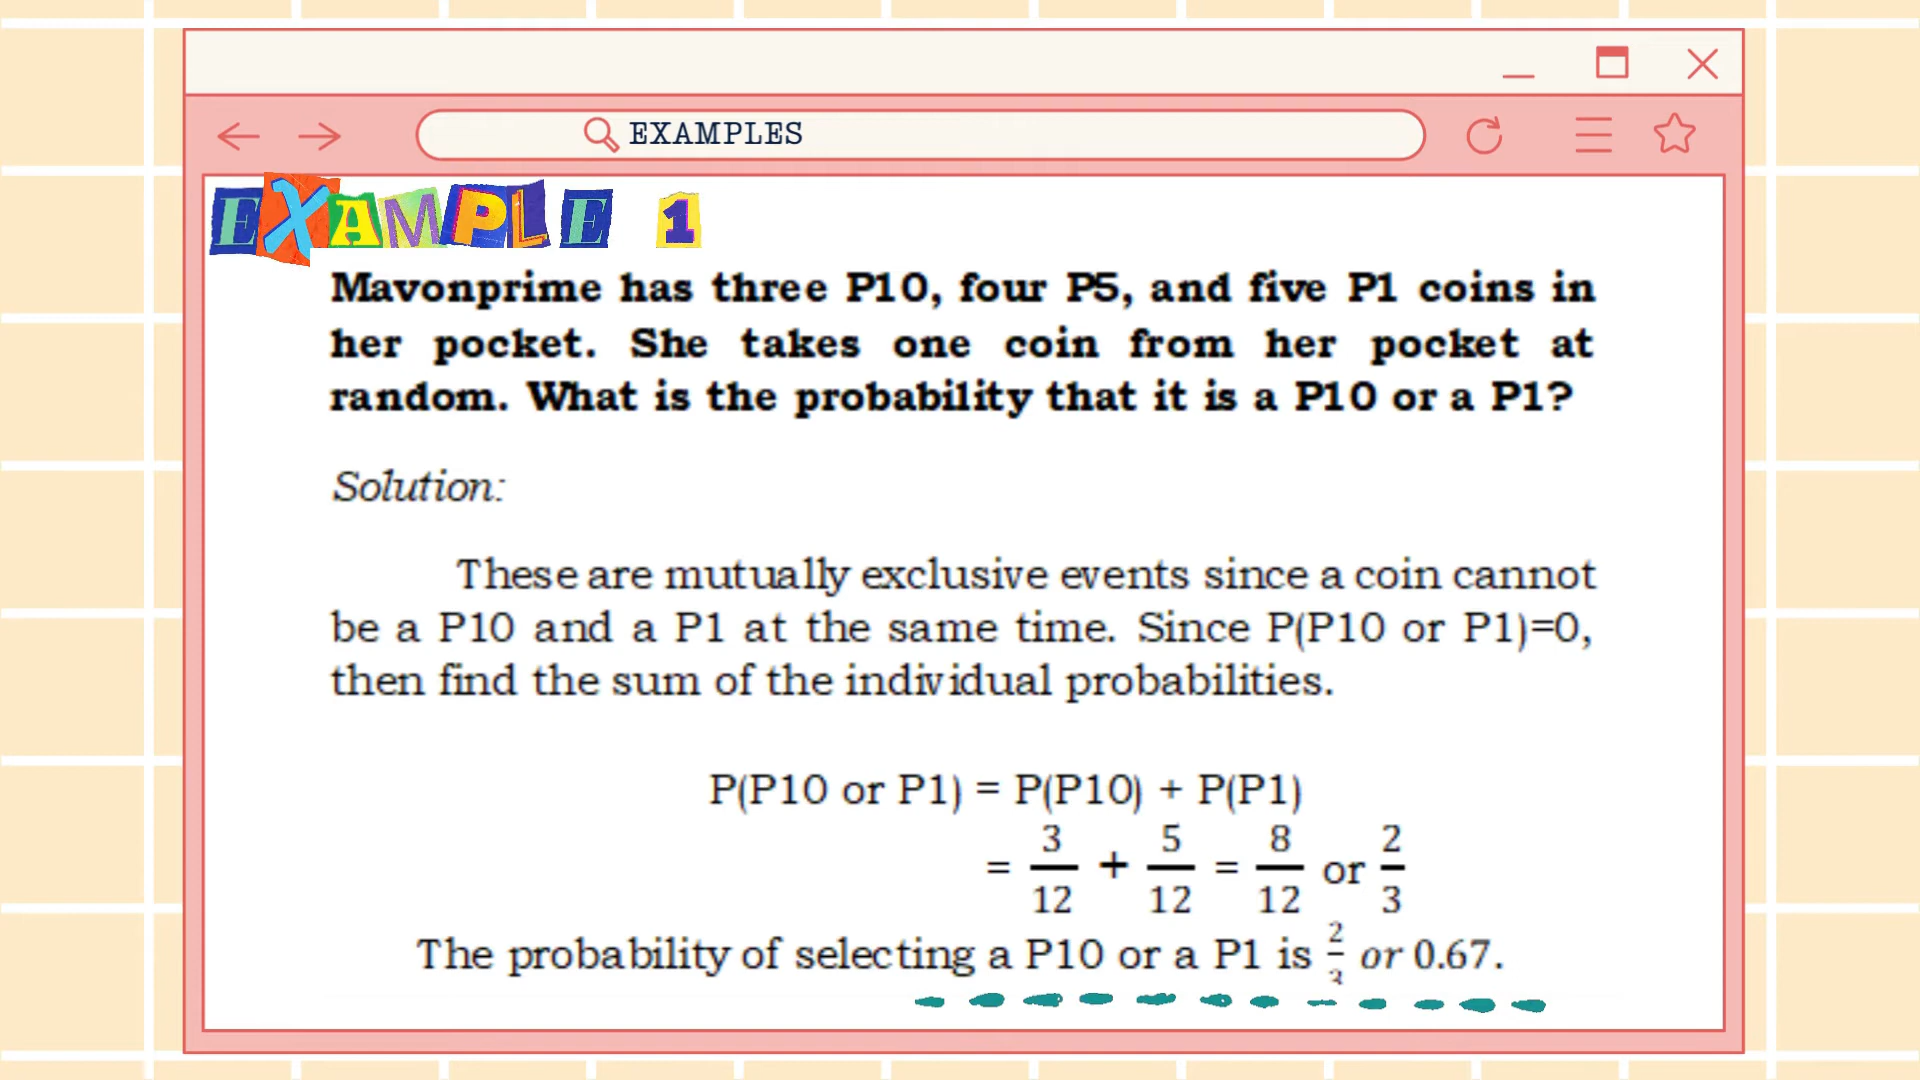 EXAMPLES
EXAMPLE 1
Mavonprime has three P10, four P5, and five P1 coins in
her pocket. She takes one coin from her pocket at
random. What is the probability that it is a P10 or a P1?
Solution:
These are mutually exclusive events since a coin cannot
be a P10 and a P1 at the same time. Since P(P10 or P1)=0,
then find the sum of the individual probabilities.
P(P10 or P1) = P(P10) + P(P1)
= 3/12 + 5/12 = 8/12 or 2/3
The probability of selecting a P10 or a P1 is 2/3 or 0.67.